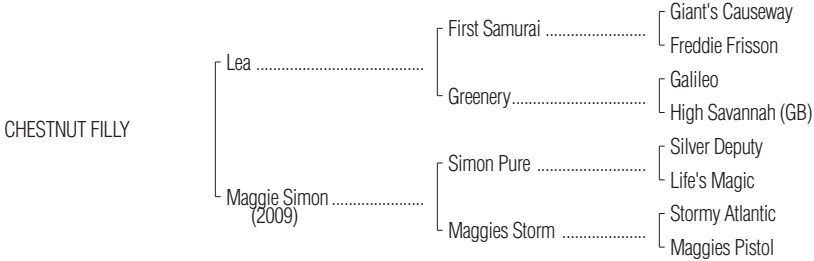 Giant's Causeway
First Samurai ........................
Freddie Frisson
Lea ........................................
Galileo
Greenery................................
High Savannah (GB)
CHESTNUT FILLY
Silver Deputy
Simon Pure ..........................
Life's Magic
Maggie Simon ......................
(2009)
Stormy Atlantic
Maggies Storm ....................
Maggies Pistol